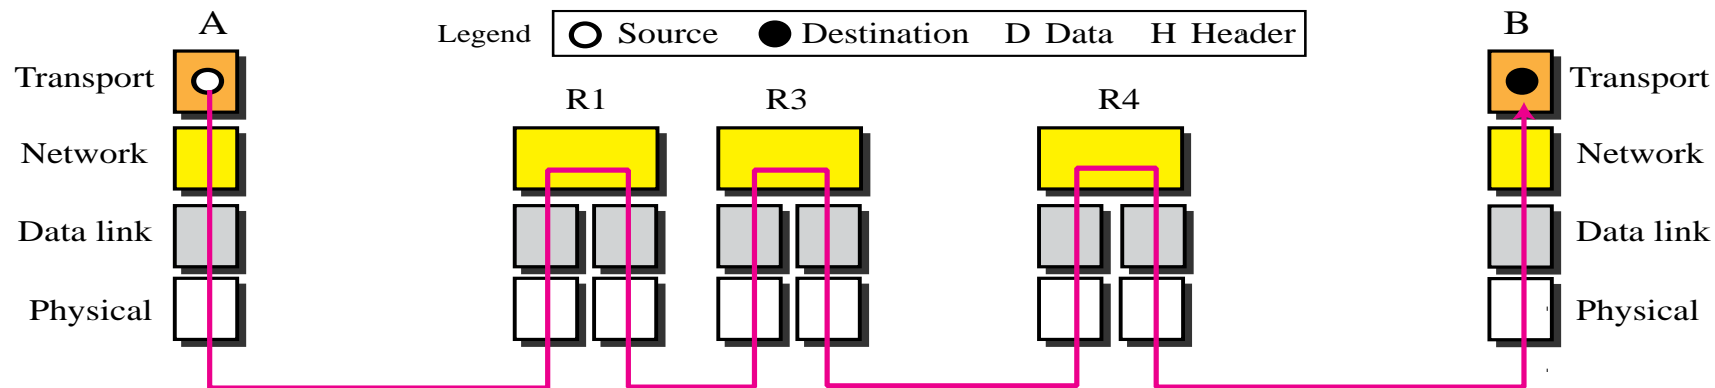 A
Legend
Source Destination D Data H Header
B
Transport
Transport
R1 R3 R4
Network
Network
Data link
Data link
Physical
Physical